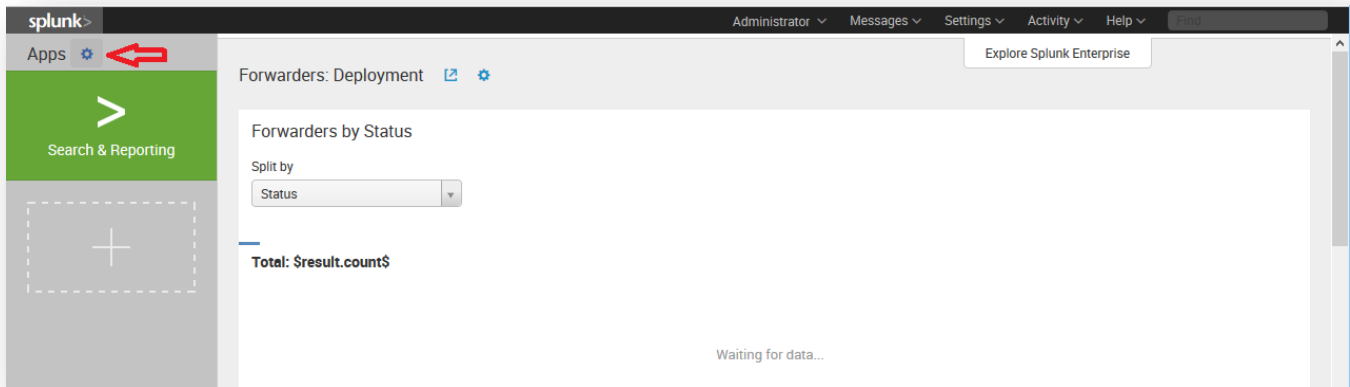 splunk> Administrator Messages Settings Activity Help Find
Apps
Explore Splunk Enterprise
Forwarders: Deployment
>
Search & Reporting
Forwarders by Status
Split by
Status
Total: $result.count$
Waiting for data...